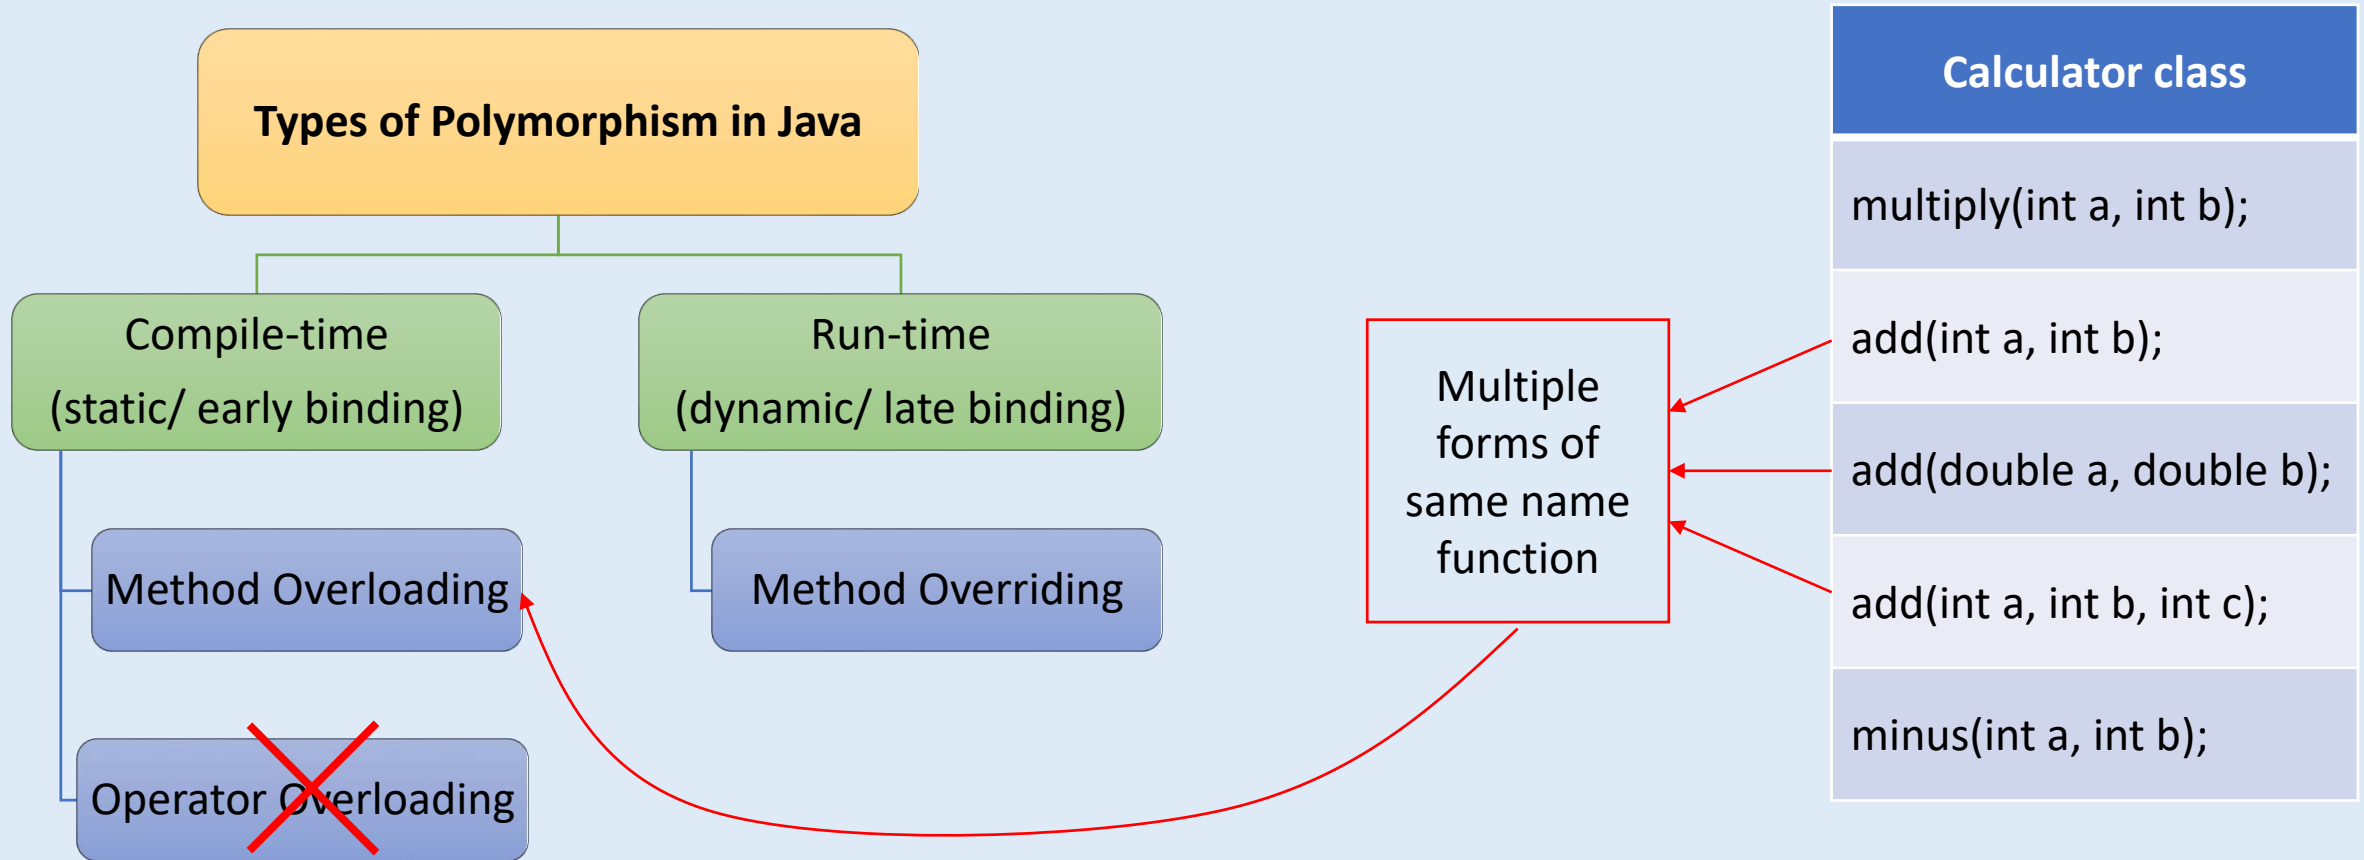 Types of Polymorphism in Java
Compile-time
(static/ early binding)
Run-time
(dynamic/ late binding)
Method Overloading
Method Overriding
Operator Overloading
Multiple
forms of
same name
function
Calculator class
multiply(int a, int b);
add(int a, int b);
add(double a, double b);
add(int a, int b, int c);
minus(int a, int b);